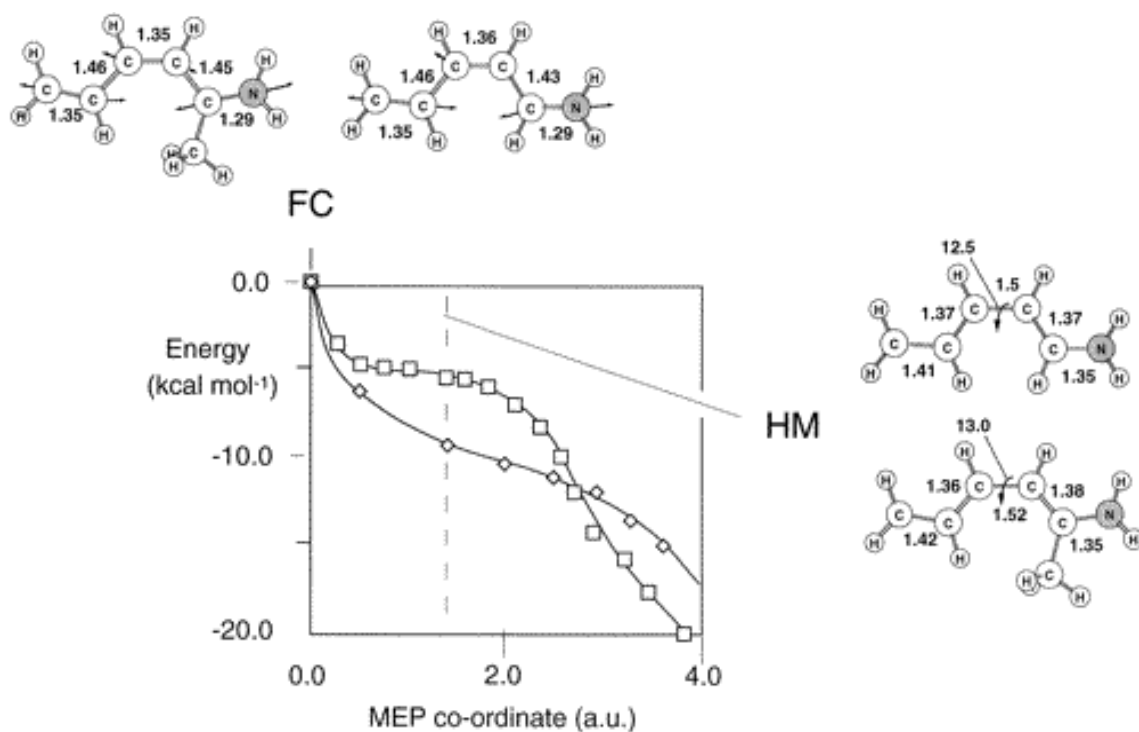 H H H H
1.35 1.36
C C C C
H 1.46 1.45 H H 1.46 1.43 H
C C C N C C C N
H 1.35 1.29 H H 1.35 1.29 H
H C H H
H H H
FC
0.0
Energy
(kcal mol-1)
-10.0
-20.0
0.0 2.0 4.0
MEP co-ordinate (a.u.)
HM
12.5
H 1.5 H
C C
H 1.37 1.37 H
C C C N
H 1.41 H H 1.35 H
13.0
H H
C C
H 1.36 1.52 1.38 H
C C C N
H 1.42 H 1.35 H
H C H
H